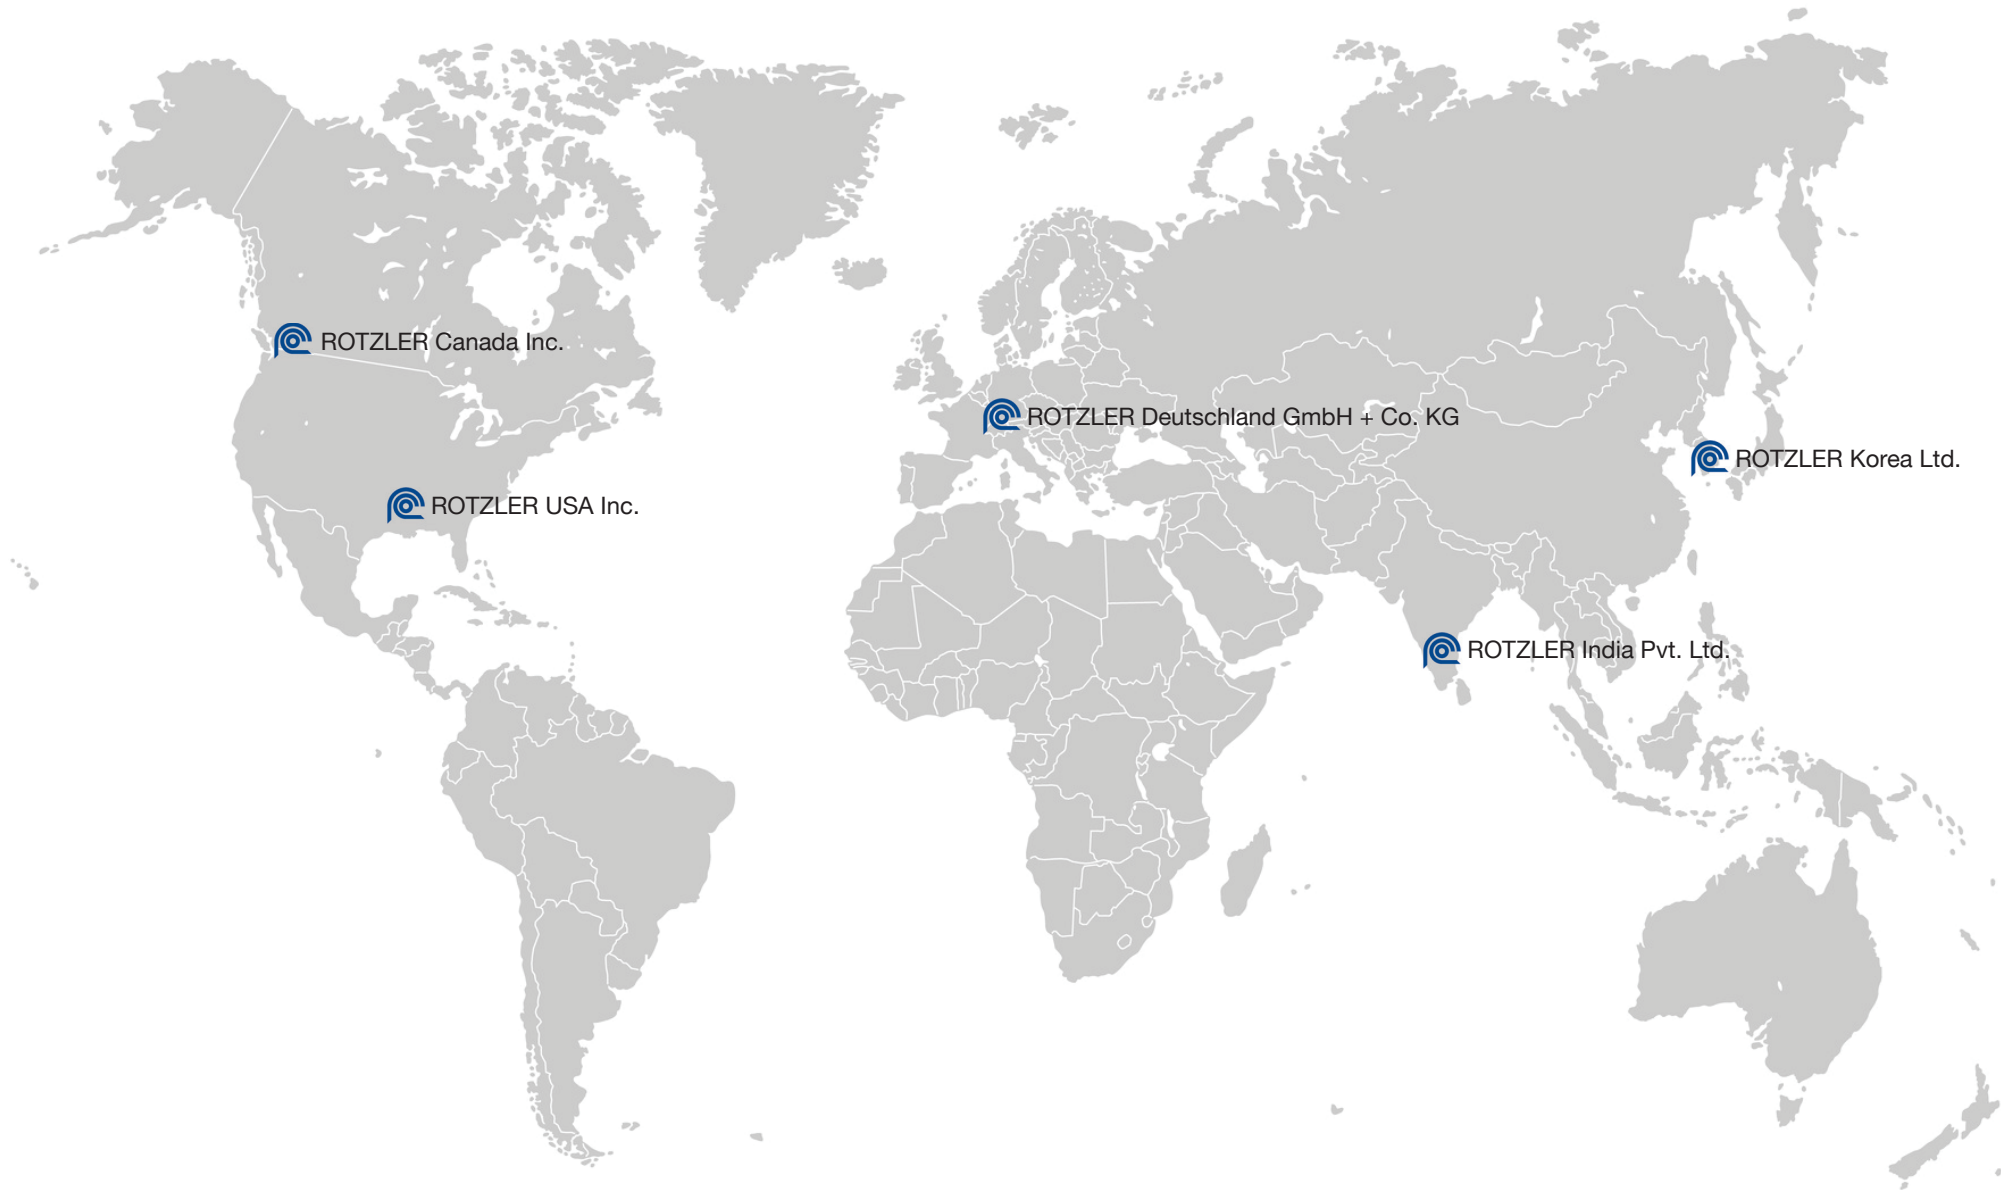 ROTZLER Canada Inc.
ROTZLER Deutschland GmbH + Co. KG
ROTZLER Korea Ltd.
ROTZLER USA Inc.
ROTZLER India Pvt. Ltd.